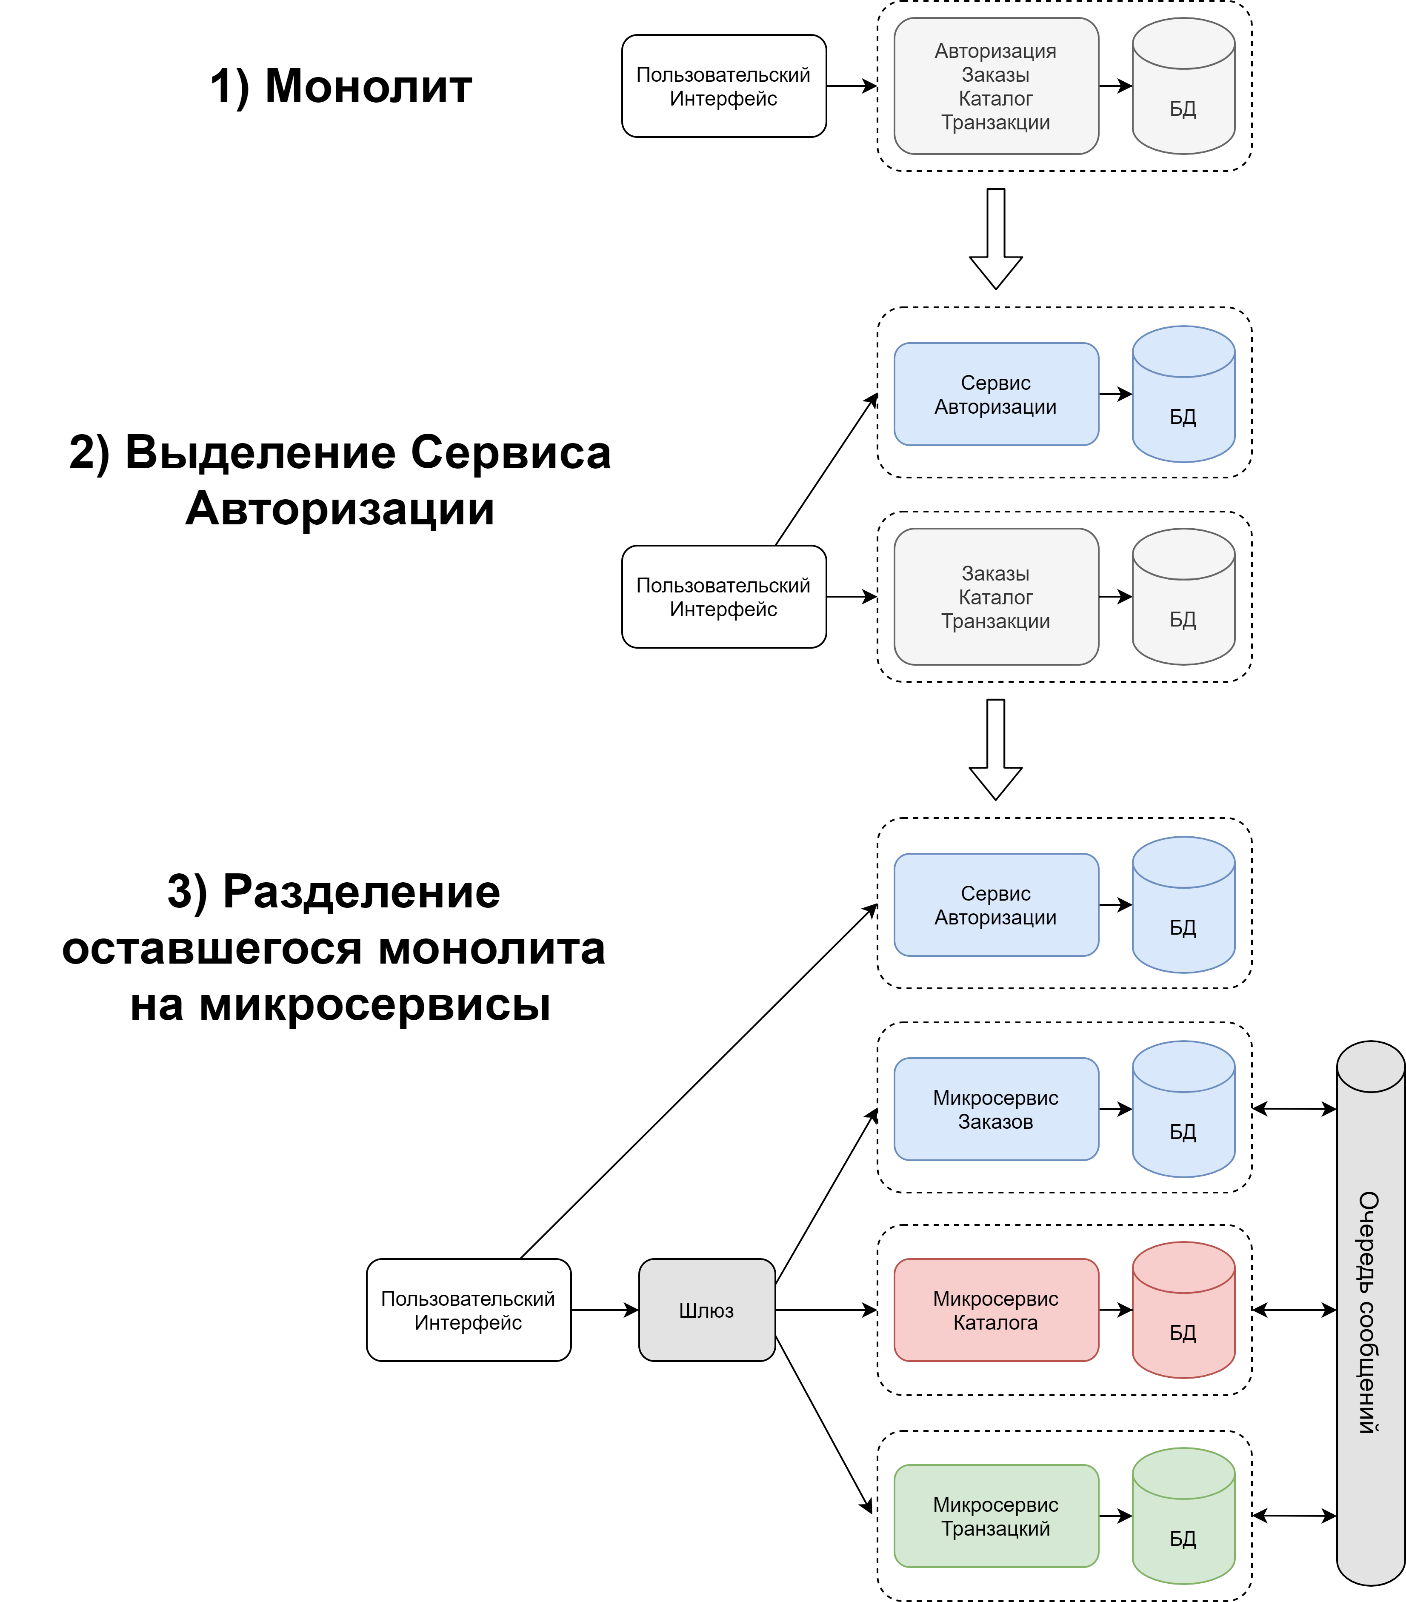 1) Монолит
Пользовательский
Интерфейс
Авторизация
Заказы
Каталог
Транзакции
БД
2) Выделение Сервиса
Авторизации
Сервис
Авторизации
БД
Пользовательский
Интерфейс
Заказы
Каталог
Транзакции
БД
3) Разделение
оставшегося монолита
на микросервисы
Сервис
Авторизации
БД
Микросервис
Заказов
БД
Пользовательский
Интерфейс
Шлюз
Микросервис
Каталога
БД
Микросервис
Транзацкий
БД
Очередь сообщений